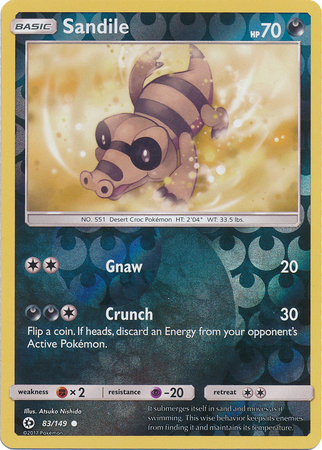 BASIC Sandile HP 70
NO. 551 Desert Croc Pokémon HT: 2'04" WT: 33.5 lbs.
Gnaw 20
Crunch 30
Flip a coin. If heads, discard an Energy from your opponent's
Active Pokémon.
weakness × 2 resistance -20 retreat
Illus. Atsuko Nishida
83/149
©2017 Pokémon
It submerges itself in sand and moves as if
swimming. This wise behavior keeps its enemies
from finding it and maintains its temperature.